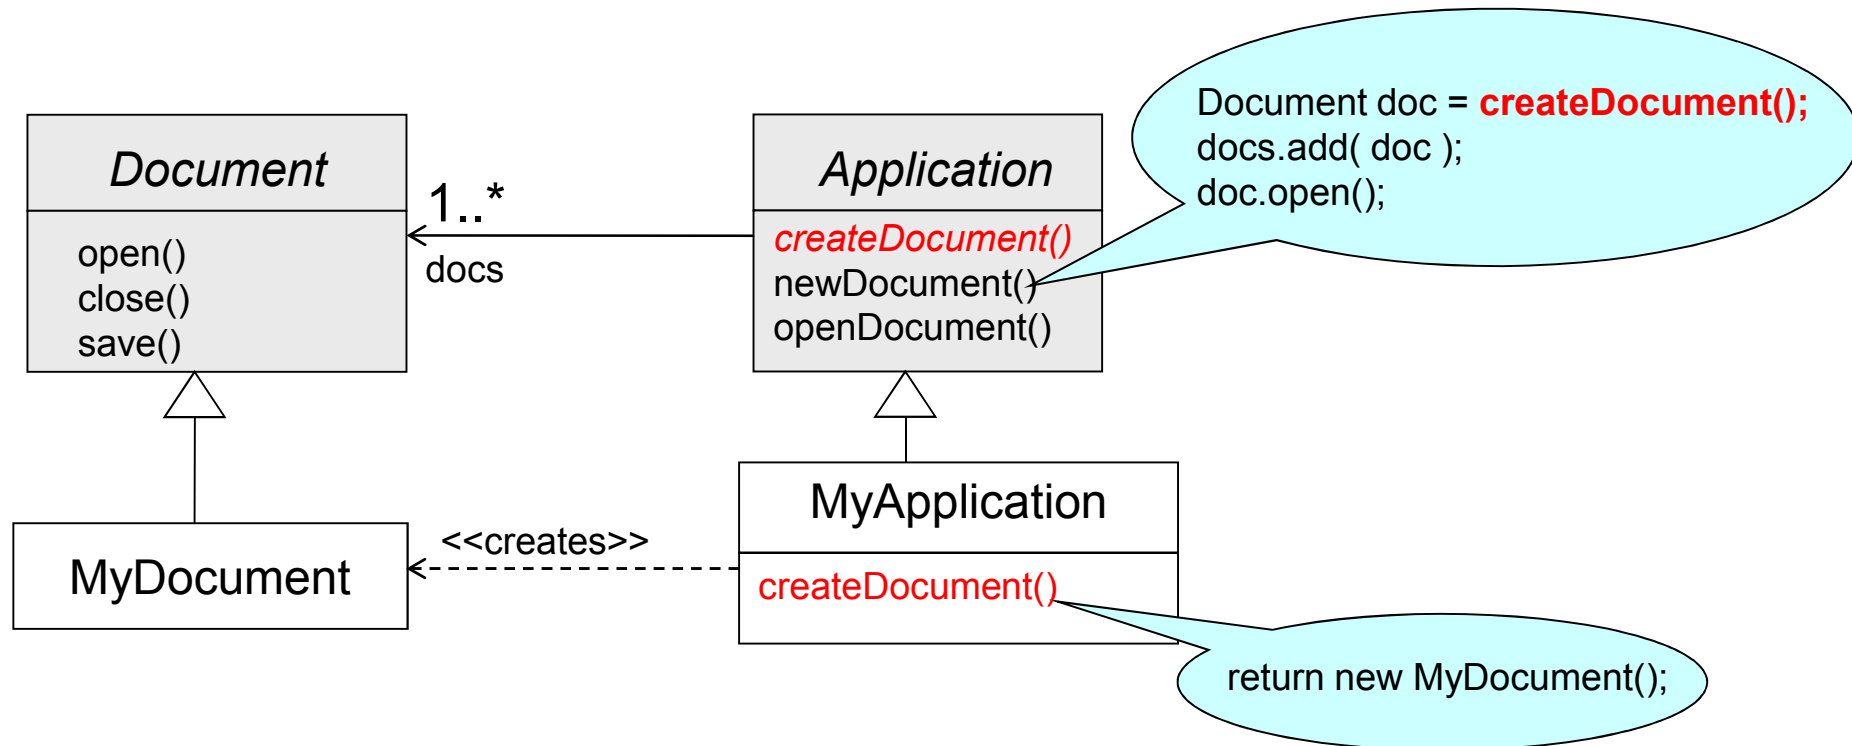 Document
open()
close()
save()
1..*
docs
Application
createDocument()
newDocument()
openDocument()
Document doc = createDocument();
docs.add( doc );
doc.open();
MyDocument
<<creates>>
MyApplication
createDocument()
return new MyDocument();